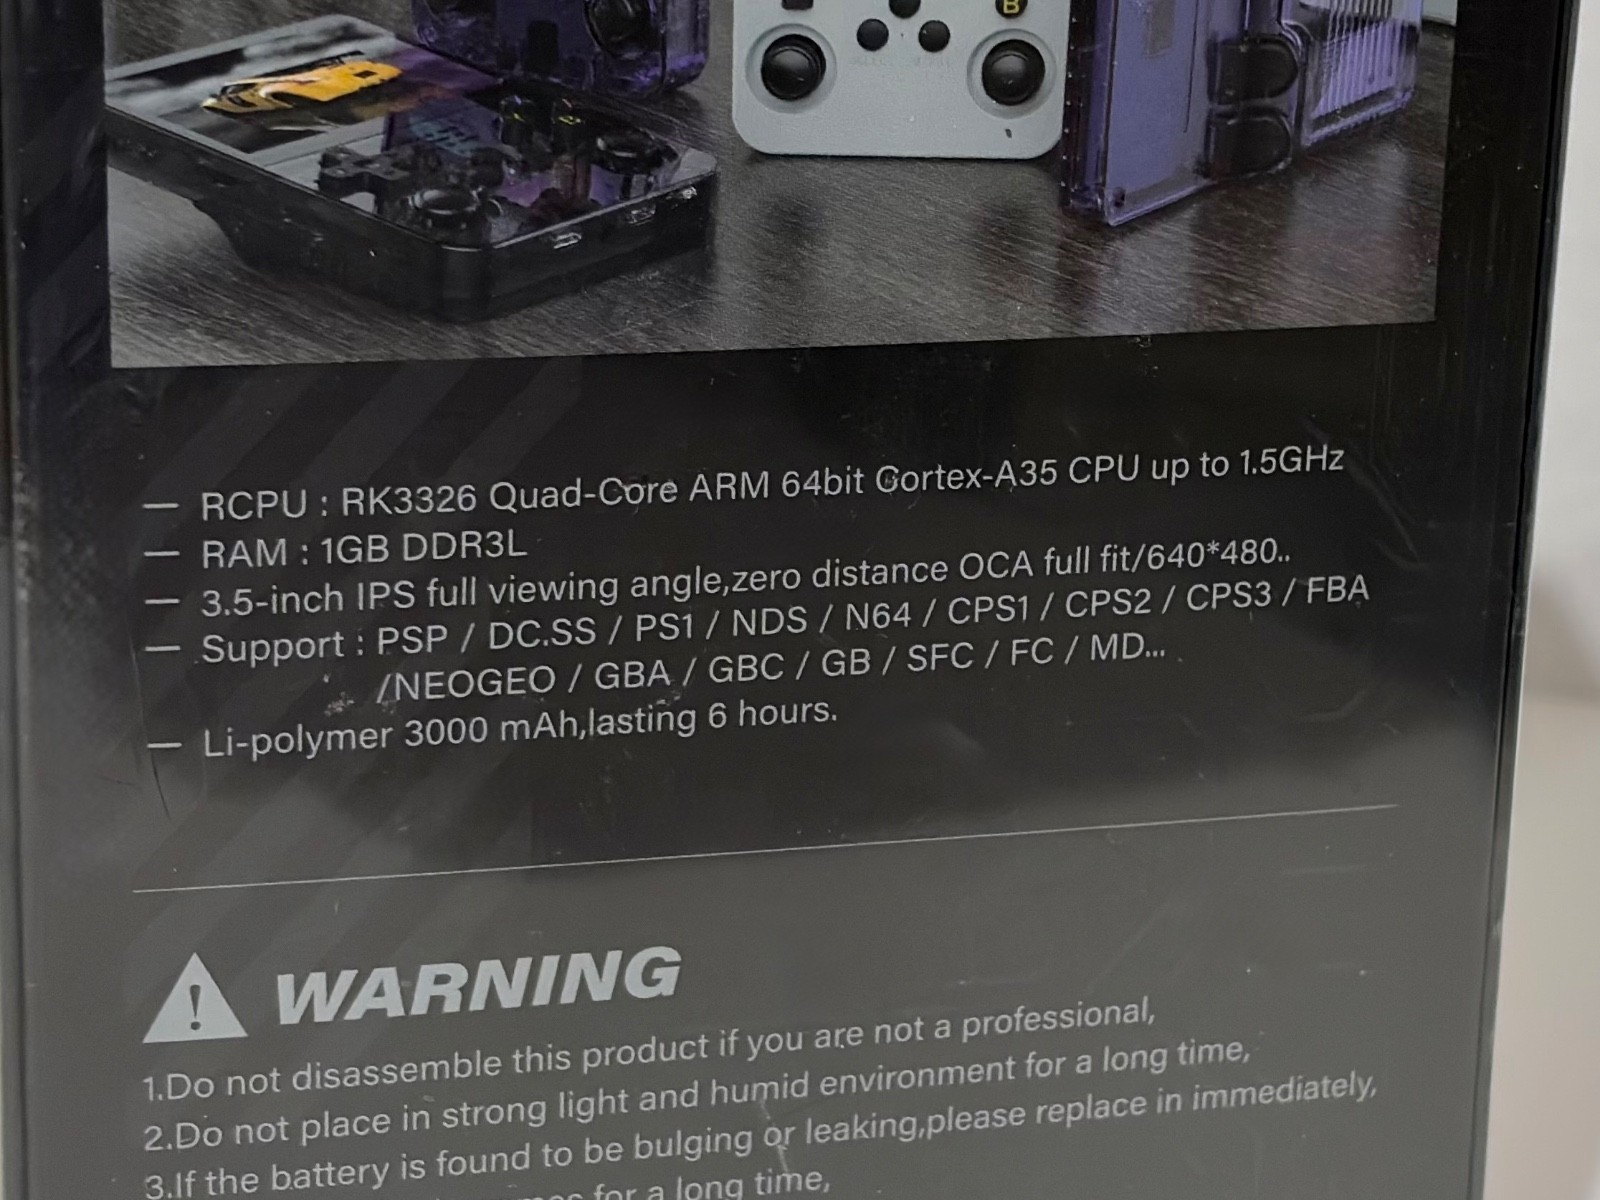 B
— RCPU : RK3326 Quad-Core ARM 64bit Cortex-A35 CPU up to 1.5GHz
— RAM : 1GB DDR3L
— 3.5-inch IPS full viewing angle,zero distance OCA full fit/640*480..
— Support : PSP / DC.SS / PS1 / NDS / N64 / CPS1 / CPS2 / CPS3 / FBA
/NEOGEO / GBA / GBC / GB / SFC / FC / MD...
— Li-polymer 3000 mAh,lasting 6 hours.
WARNING
1.Do not disassemble this product if you are not a professional,
2.Do not place in strong light and humid environment for a long time,
3.If the battery is found to be bulging or leaking,please replace in immediately,
for a long time,